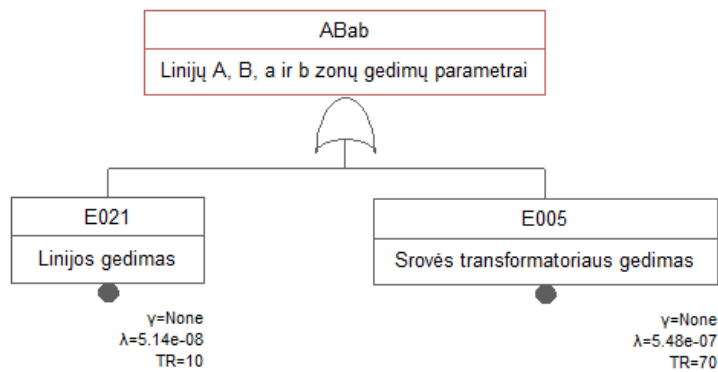 ABab
Linijų A, B, a ir b zonų gedimų parametrai
E021
Linijos gedimas
γ=None
λ=5.14e-08
TR=10
E005
Srovės transformatoriaus gedimas
γ=None
λ=5.48e-07
TR=70